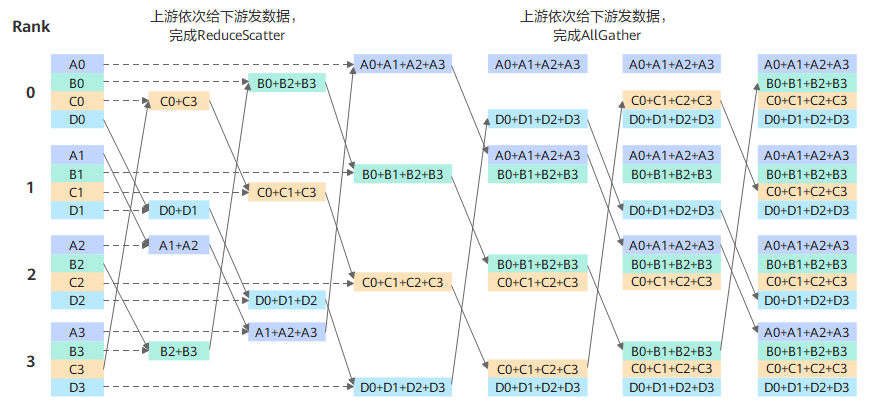 Rank
上游依次给下游发数据，
完成ReduceScatter
上游依次给下游发数据，
完成AllGather
0
A0
A0+A1+A2+A3
A0+A1+A2+A3
A0+A1+A2+A3
A0+A1+A2+A3
B0
B0+B2+B3
B0+B1+B2+B3
C0
C0+C3
C0+C1+C2+C3
C0+C1+C2+C3
D0
D0+D1+D2+D3
D0+D1+D2+D3
D0+D1+D2+D3
1
A1
A0+A1+A2+A3
A0+A1+A2+A3
A0+A1+A2+A3
B1
B0+B1+B2+B3
B0+B1+B2+B3
B0+B1+B2+B3
B0+B1+B2+B3
C1
C0+C1+C3
C0+C1+C2+C3
D1
D0+D1
D0+D1+D2+D3
D0+D1+D2+D3
2
A2
A1+A2
A0+A1+A2+A3
A0+A1+A2+A3
B2
B0+B1+B2+B3
B0+B1+B2+B3
B0+B1+B2+B3
C2
C0+C1+C2+C3
C0+C1+C2+C3
C0+C1+C2+C3
C0+C1+C2+C3
D2
D0+D1+D2
D0+D1+D2+D3
3
A3
A1+A2+A3
A0+A1+A2+A3
B3
B2+B3
B0+B1+B2+B3
B0+B1+B2+B3
C3
C0+C1+C2+C3
C0+C1+C2+C3
C0+C1+C2+C3
D3
D0+D1+D2+D3
D0+D1+D2+D3
D0+D1+D2+D3
D0+D1+D2+D3